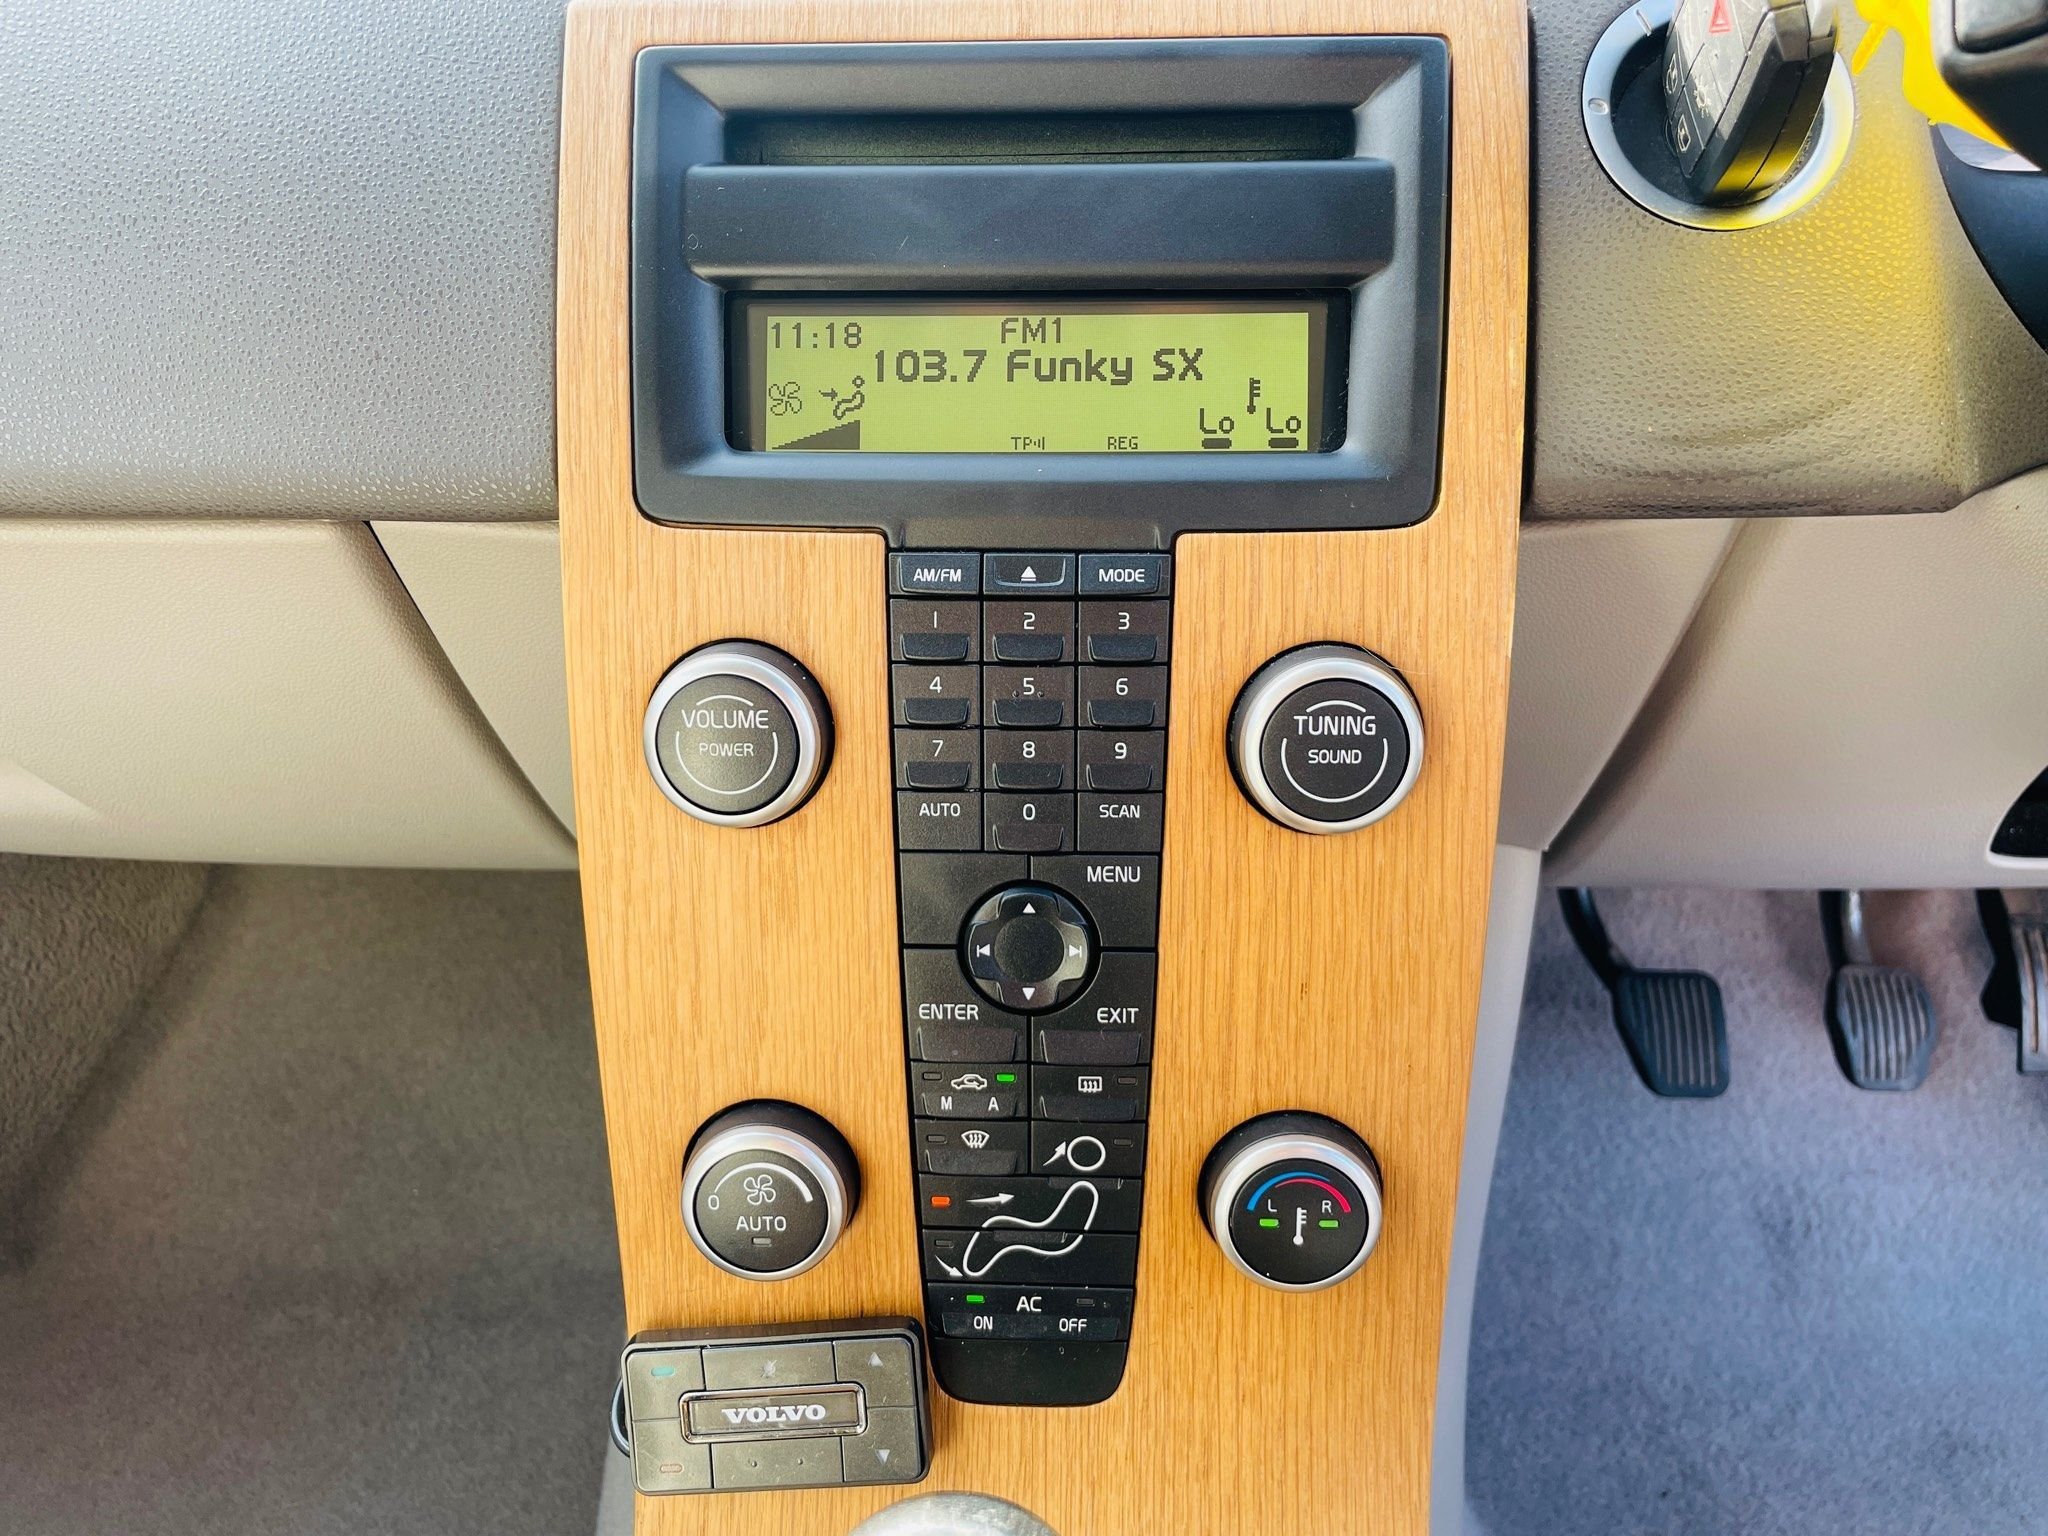 11:18 FM1
103.7 Funky SX
Lo Lo
TP REG
AM/FM MODE
1 2 3
4 5 6
VOLUME
POWER
TUNING
SOUND
7 8 9
AUTO 0 SCAN
MENU
ENTER EXIT
M A
0
AUTO
L R
AC
ON OFF
VOLVO